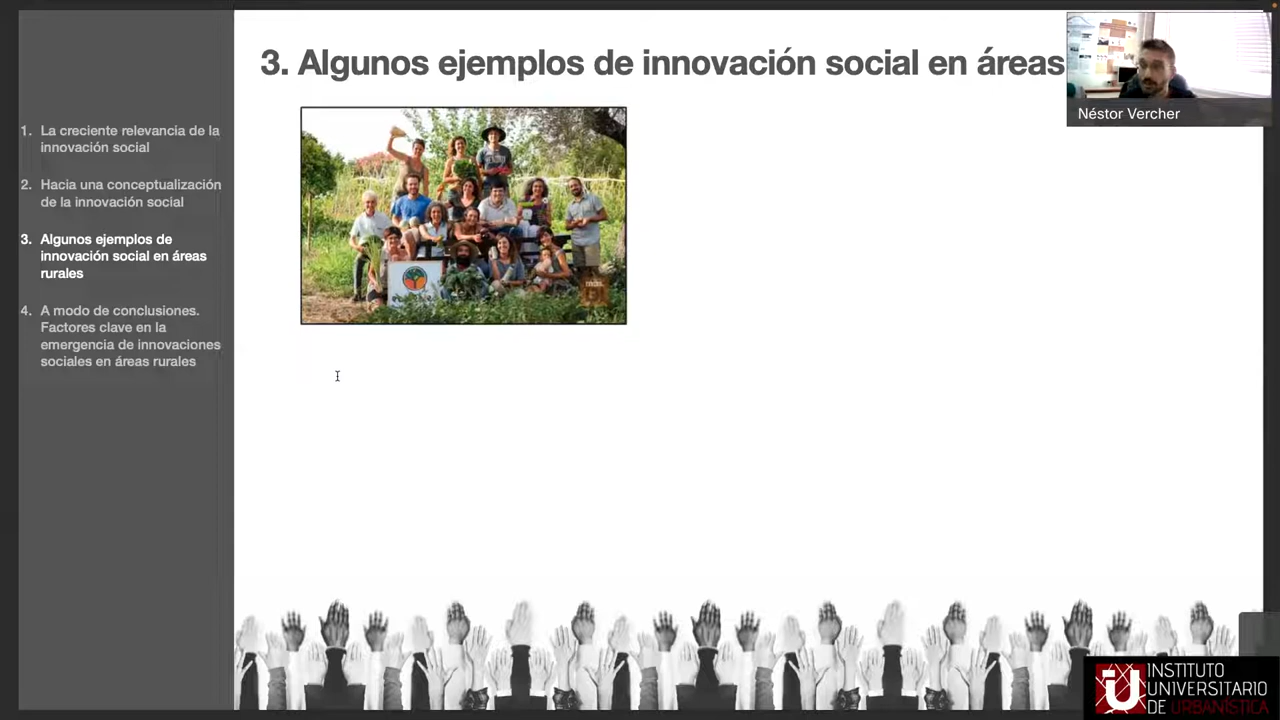 3. Algunos ejemplos de innovación social en áreas
Néstor Vercher
1. La creciente relevancia de la
innovación social
2. Hacia una conceptualización
de la innovación social
3. Algunos ejemplos de
innovación social en áreas
rurales
4. A modo de conclusiones.
Factores clave en la
emergencia de innovaciones
sociales en áreas rurales
INSTITUTO
UNIVERSITARIO
DE URBANÍSTICA